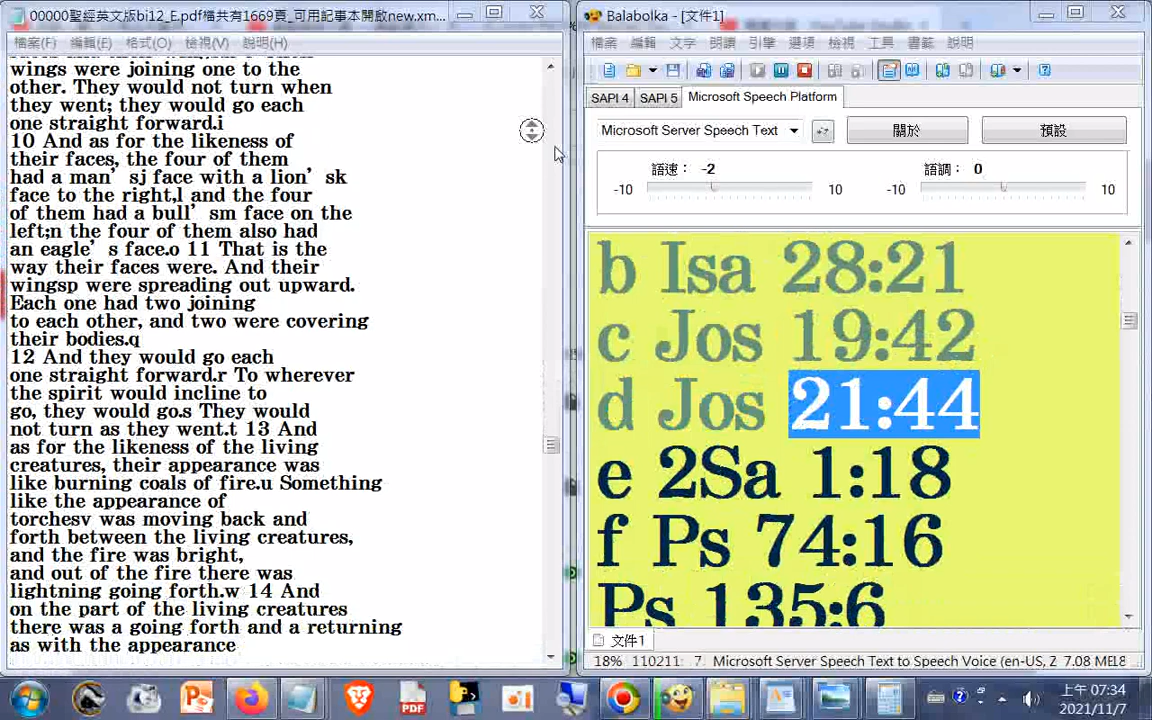 00000聖經英文版bi12_E.pdf檔共有1669頁_可用記事本開啟new.xm...
檔案(F) 編輯(E) 格式(O) 檢視(V) 說明(H)
wings were joining one to the
other. They would not turn when
they went; they would go each
one straight forward.i
10 And as for the likeness of
their faces, the four of them
had a man’sj face with a lion’sk
face to the right,l and the four
of them had a bull’sm face on the
left;n the four of them also had
an eagle’s face.o 11 That is the
way their faces were. And their
wingsp were spreading out upward.
Each one had two joining
to each other, and two were covering
their bodies.q
12 And they would go each
one straight forward.r To wherever
the spirit would incline to
go, they would go.s They would
not turn as they went.t 13 And
as for the likeness of the living
creatures, their appearance was
like burning coals of fire.u Something
like the appearance of
torchesv was moving back and
forth between the living creatures,
and the fire was bright,
and out of the fire there was
lightning going forth.w 14 And
on the part of the living creatures
there was a going forth and a returning
as with the appearance
Balabolka - [文件1]
檔案 編輯 文字 朗讀 引擎 選項 檢視 工具 書籤 說明
SAPI 4 SAPI 5 Microsoft Speech Platform
Microsoft Server Speech Text 關於 預設
語速： -2 語調： 0
-10 10 -10 10
b Isa 28:21
c Jos 19:42
d Jos 21:44
e 2Sa 1:18
f Ps 74:16
Ps 135:6
文件1
18% 110211: 7. Microsoft Server Speech Text to Speech Voice (en-US, Z 7.08 MEL8
上午 07:34
2021/11/7